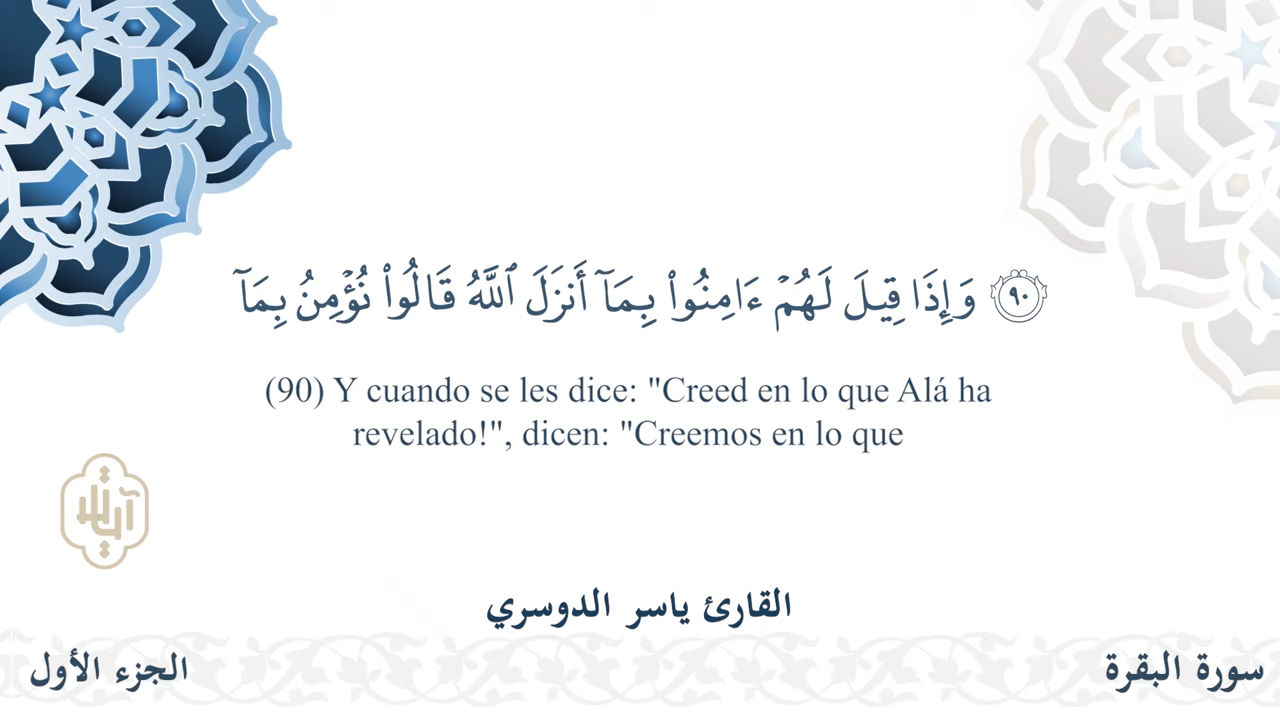 ۹۰ وَإِذَا قِيلَ لَهُمۡ ءَامِنُواْ بِمَآ أَنزَلَ ٱللَّهُ قَالُواْ نُؤۡمِنُ بِمَآ
(90) Y cuando se les dice: "Creed en lo que Alá ha
revelado!", dicen: "Creemos en lo que
القارئ ياسر الدوسري
سورة البقرة
الجزء الأول